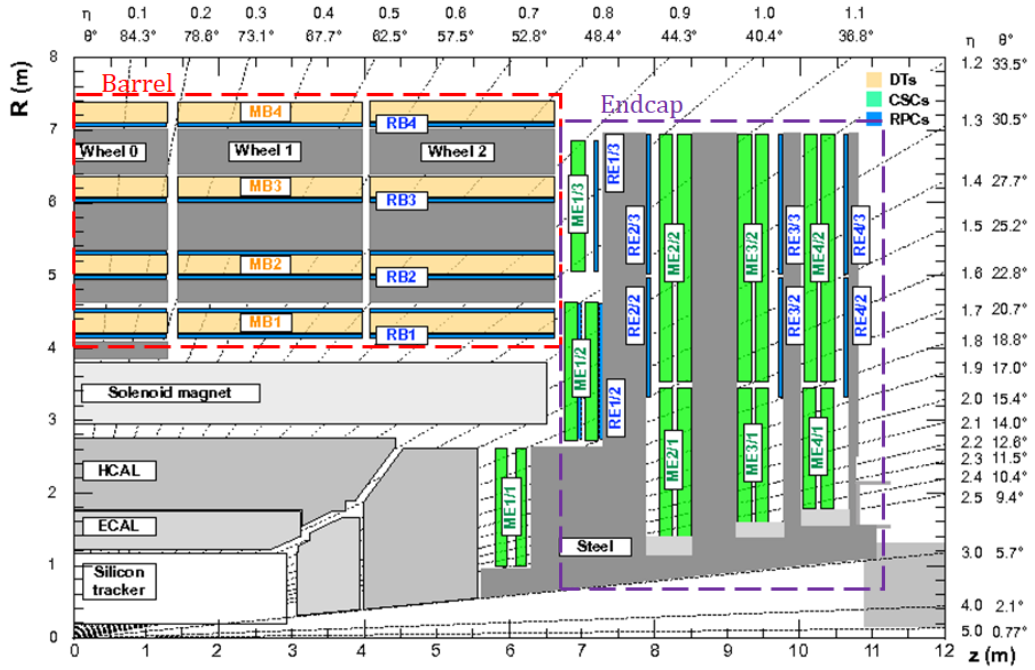 η 0.1 0.2 0.3 0.4 0.5 0.6 0.7 0.8 0.9 1.0 1.1
θ° 84.3° 78.6° 73.1° 67.7° 62.5° 57.5° 52.8° 48.4° 44.3° 40.4° 36.8° η θ°
R (m)
8
7
6
5
4
3
2
1
0
Barrel
Endcap
DTs
CSCs
RPCs
MB4
RB4
Wheel 0
Wheel 1
Wheel 2
MB3
RB3
MB2
RB2
MB1
RB1
Solenoid magnet
HCAL
ECAL
Silicon
tracker
Steel
ME1/3
RE1/3
ME1/2
RE1/2
ME1/1
RE2/3
RE2/2
ME2/2
ME2/1
ME3/2
ME3/1
RE3/3
RE3/2
ME4/2
ME4/1
RE4/3
RE4/2
1.2 33.5°
1.3 30.5°
1.4 27.7°
1.5 25.2°
1.6 22.8°
1.7 20.7°
1.8 18.8°
1.9 17.0°
2.0 15.4°
2.1 14.0°
2.2 12.6°
2.3 11.5°
2.4 10.4°
2.5 9.4°
3.0 5.7°
4.0 2.1°
5.0 0.77°
0 1 2 3 4 5 6 7 8 9 10 11 12
z (m)